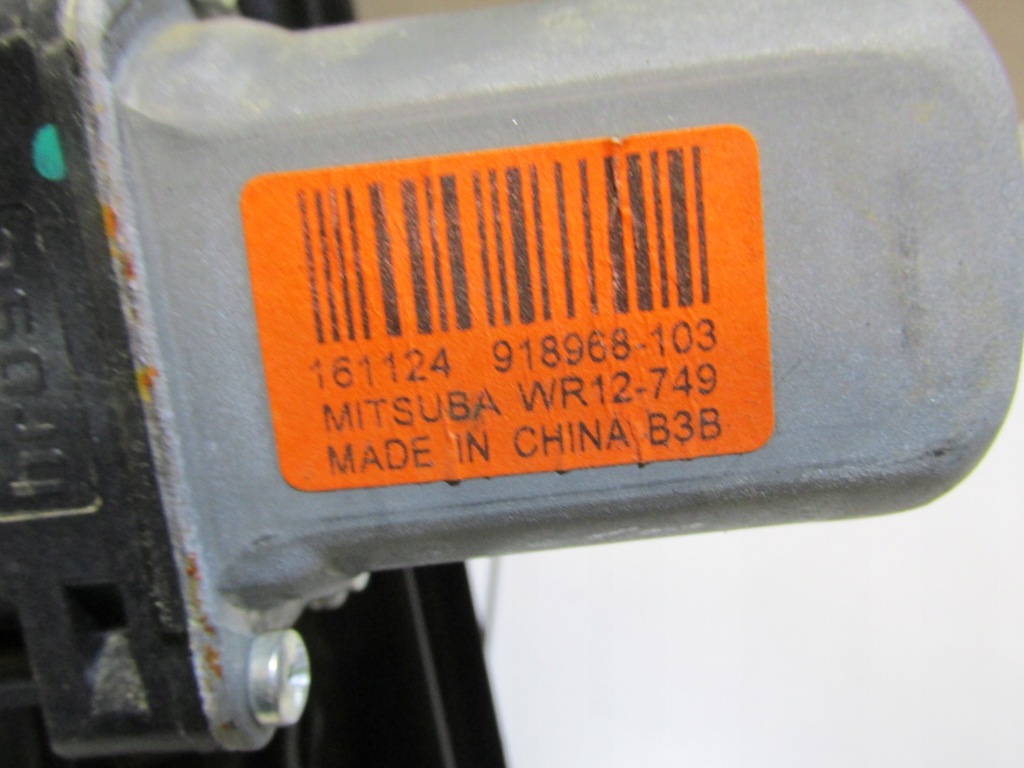 161124 918968-103
MITSUBA WR12-749
MADE IN CHINA B3B